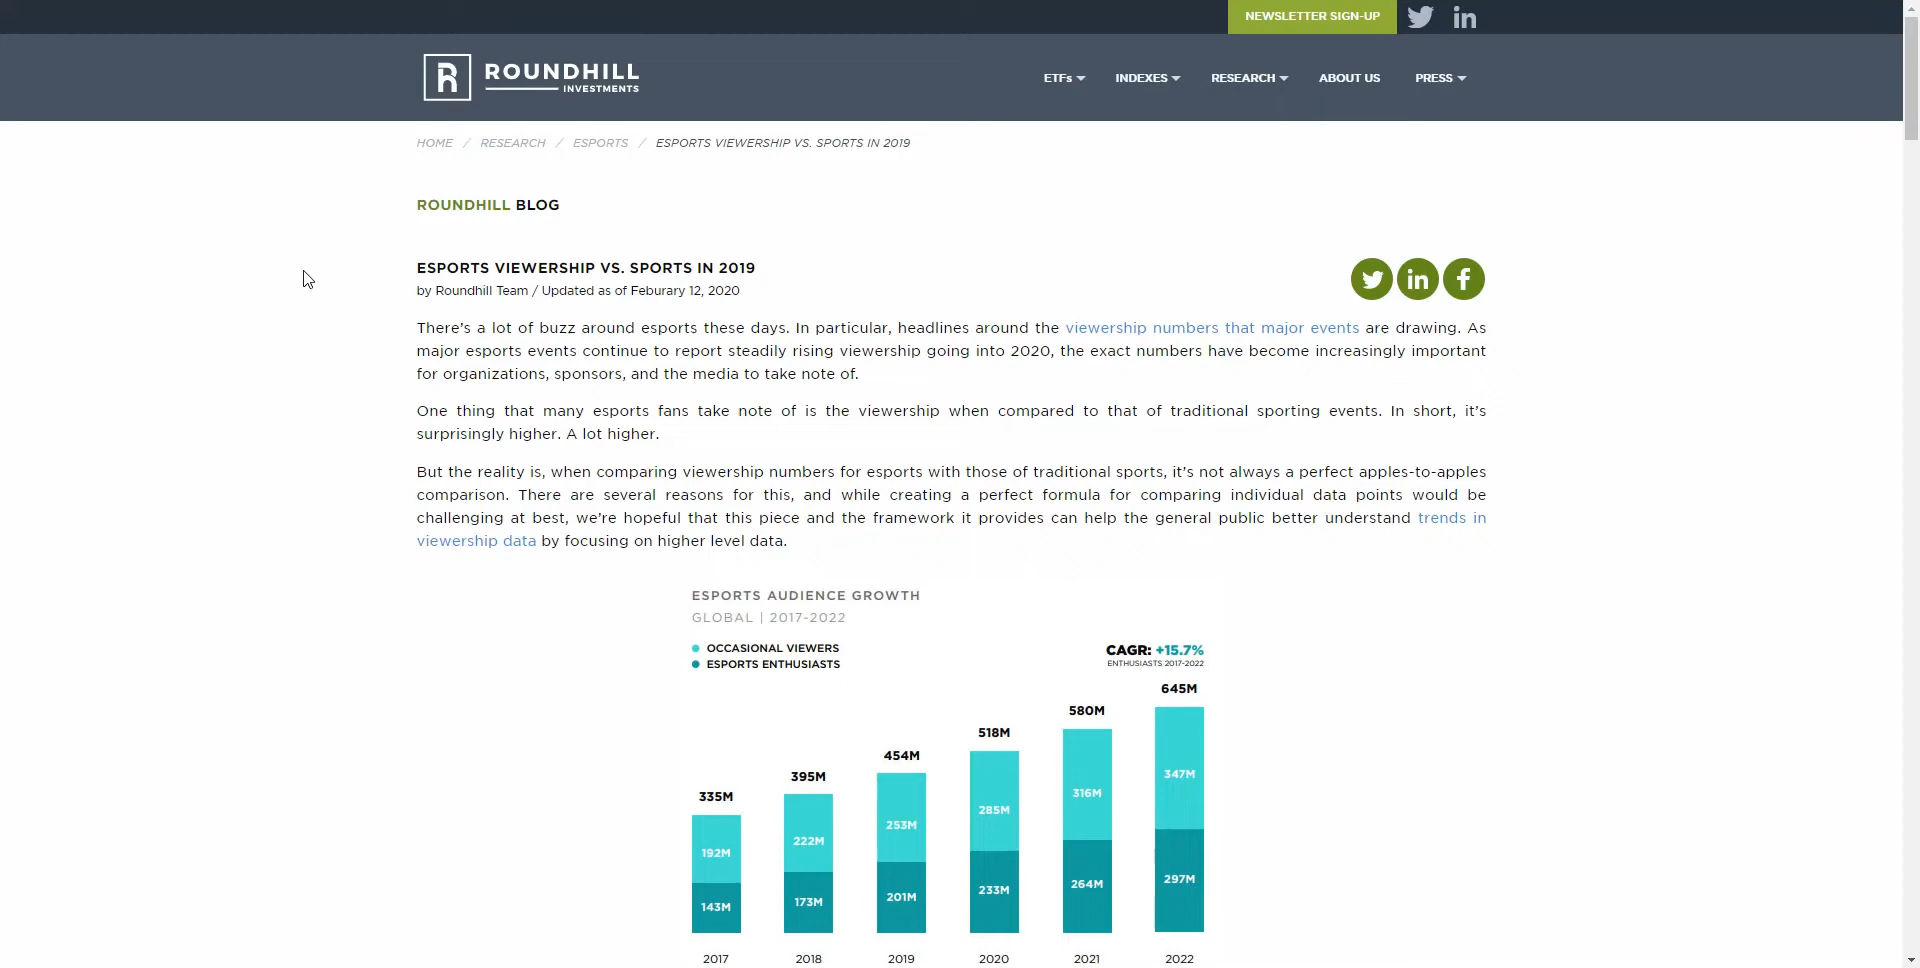 NEWSLETTER SIGN-UP
ROUNDHILL
INVESTMENTS
ETFs INDEXES RESEARCH ABOUT US PRESS
HOME / RESEARCH / ESPORTS / ESPORTS VIEWERSHIP VS. SPORTS IN 2019
ROUNDHILL BLOG
ESPORTS VIEWERSHIP VS. SPORTS IN 2019
by Roundhill Team / Updated as of Feburary 12, 2020
There's a lot of buzz around esports these days. In particular, headlines around the viewership numbers that major events are drawing. As
major esports events continue to report steadily rising viewership going into 2020, the exact numbers have become increasingly important
for organizations, sponsors, and the media to take note of.
One thing that many esports fans take note of is the viewership when compared to that of traditional sporting events. In short, it's
surprisingly higher. A lot higher.
But the reality is, when comparing viewership numbers for esports with those of traditional sports, it's not always a perfect apples-to-apples
comparison. There are several reasons for this, and while creating a perfect formula for comparing individual data points would be
challenging at best, we're hopeful that this piece and the framework it provides can help the general public better understand trends in
viewership data by focusing on higher level data.
ESPORTS AUDIENCE GROWTH
GLOBAL | 2017-2022
OCCASIONAL VIEWERS
ESPORTS ENTHUSIASTS
CAGR: +15.7%
ENTHUSIASTS 2017-2022
335M 395M 454M 518M 580M 645M
192M 222M 253M 285M 316M 347M
143M 173M 201M 233M 264M 297M
2017 2018 2019 2020 2021 2022